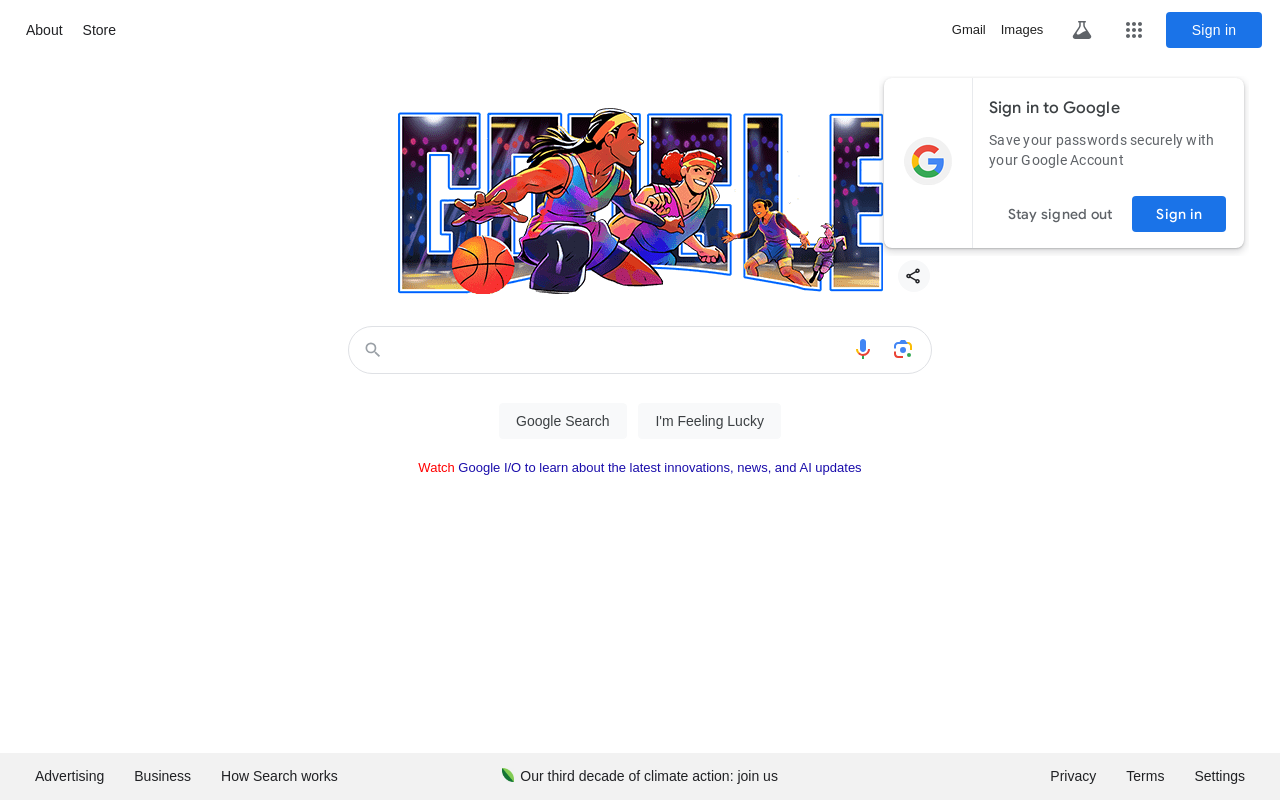 About Store
Gmail Images
Sign in
GOOGLE
Sign in to Google
Save your passwords securely with
your Google Account
Stay signed out
Sign in
Google Search
I'm Feeling Lucky
Watch Google I/O to learn about the latest innovations, news, and AI updates
Advertising Business How Search works
Our third decade of climate action: join us
Privacy Terms Settings